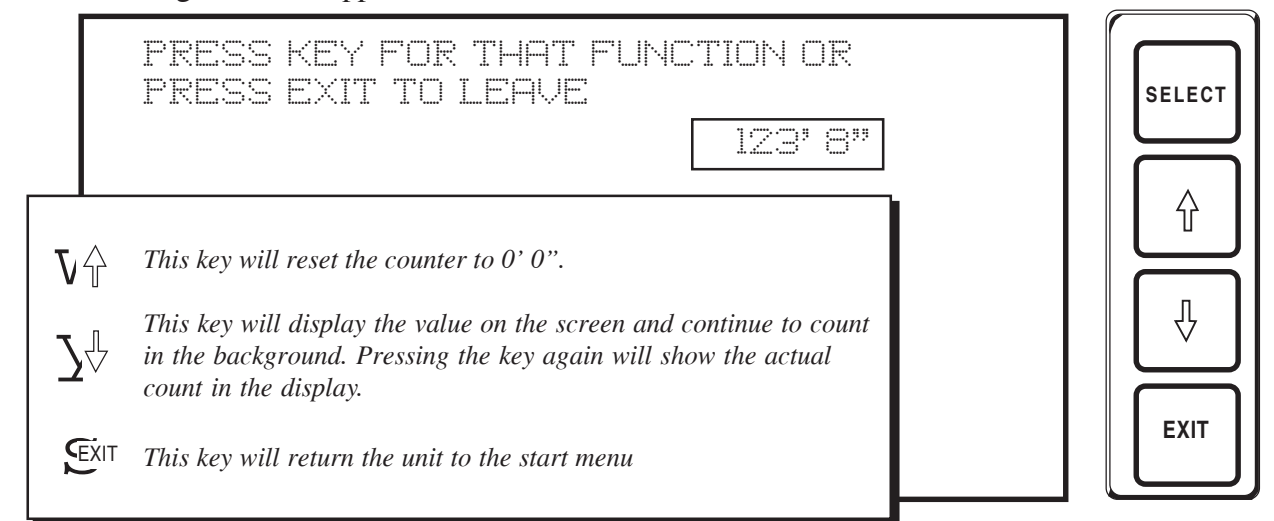 PRESS KEY FOR THAT FUNCTION OR
PRESS EXIT TO LEAVE
123' 8"
This key will reset the counter to 0' 0".
This key will display the value on the screen and continue to count
in the background. Pressing the key again will show the actual
count in the display.
EXIT
This key will return the unit to the start menu
SELECT
EXIT